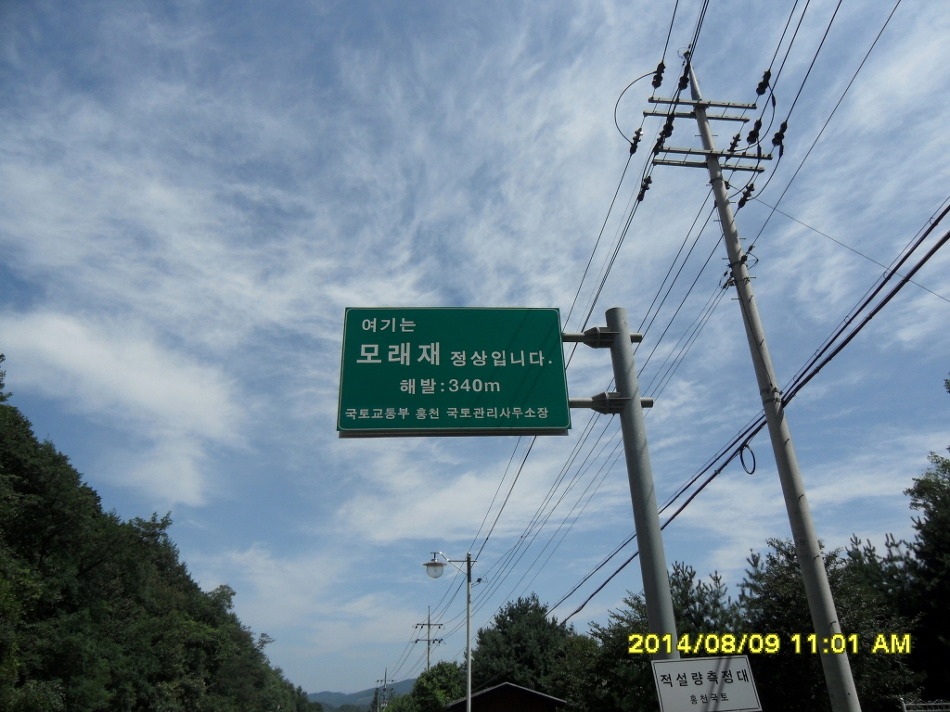 여기는
모래재 정상입니다.
해발:340m
국토교통부 홍천 국토관리사무소장
2014/08/09 11:01 AM
적설량측정대
홍천국토